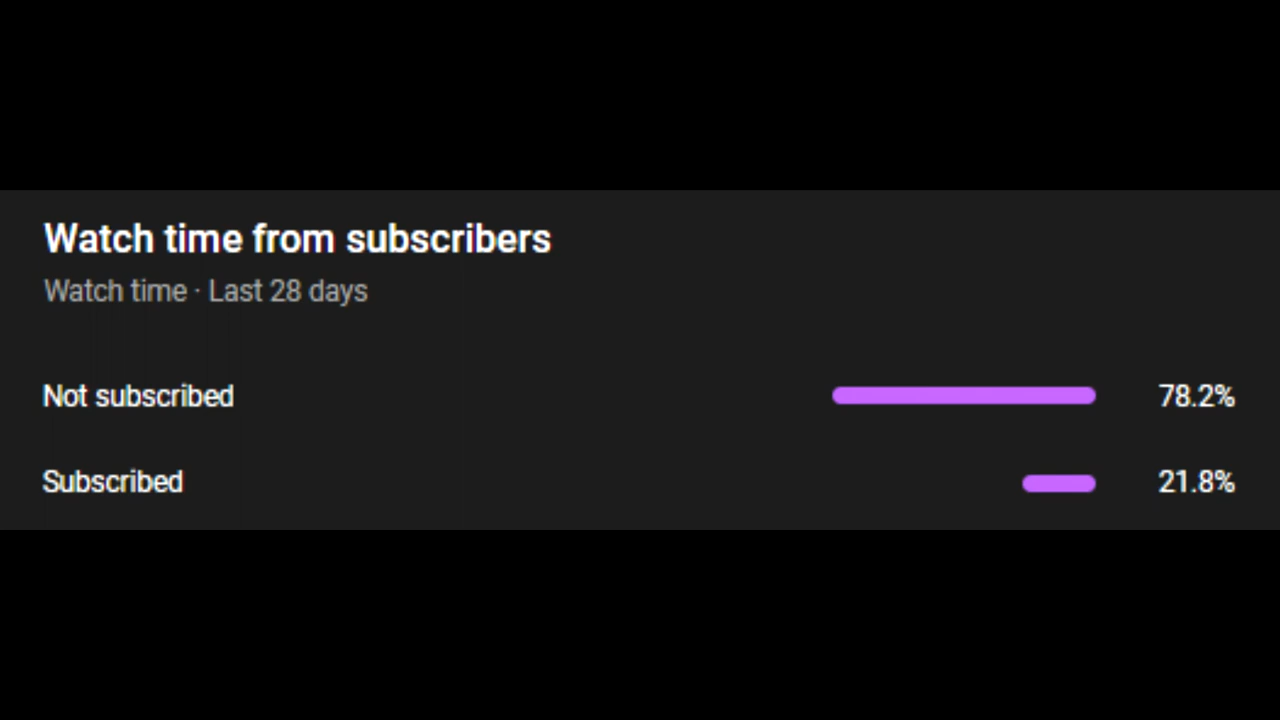 Watch time from subscribers
Watch time · Last 28 days
Not subscribed 78.2%
Subscribed 21.8%